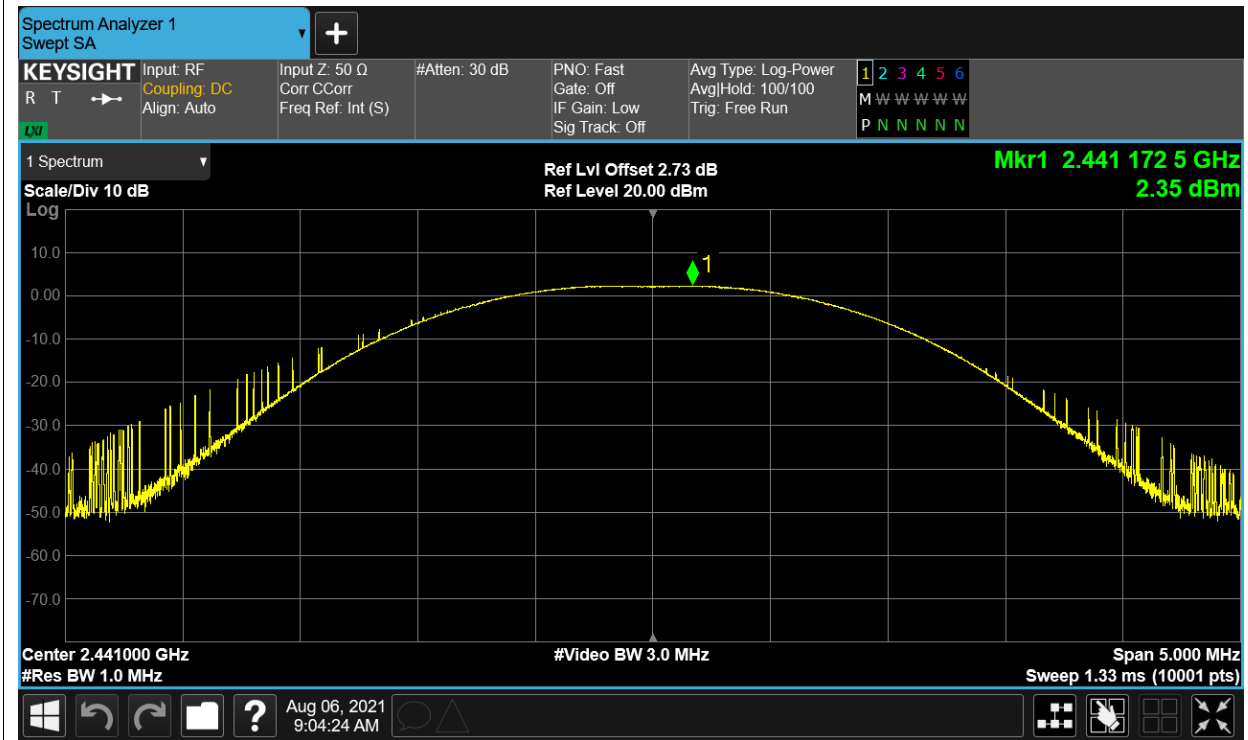 Spectrum Analyzer 1
Swept SA
KEYSIGHT
R T
LXI
Input: RF
Coupling: DC
Align: Auto
Input Z: 50 Ω
Corr CCorr
Freq Ref: Int (S)
#Atten: 30 dB
PNO: Fast
Gate: Off
IF Gain: Low
Sig Track: Off
Avg Type: Log-Power
Avg|Hold: 100/100
Trig: Free Run
1 2 3 4 5 6
M W W W W W
P N N N N N
1 Spectrum
Scale/Div 10 dB
Log
Ref Lvl Offset 2.73 dB
Ref Level 20.00 dBm
Mkr1 2.441 172 5 GHz
2.35 dBm
1
10.0
0.00
-10.0
-20.0
-30.0
-40.0
-50.0
-60.0
-70.0
Center 2.441000 GHz
#Res BW 1.0 MHz
#Video BW 3.0 MHz
Span 5.000 MHz
Sweep 1.33 ms (10001 pts)
?
Aug 06, 2021
9:04:24 AM